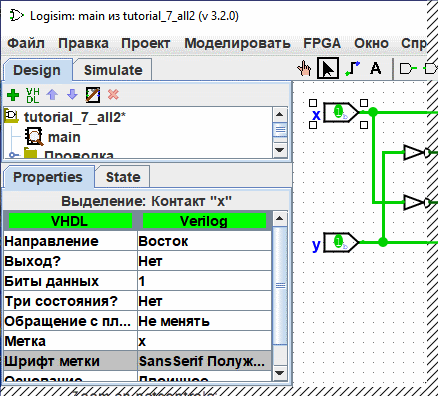 Logisim: main из tutorial_7_all2 (v 3.2.0)
Файл Правка Проект Моделировать FPGA Окно Спр
Design Simulate
A
VH
DL
tutorial_7_all2*
main
Проводка
Properties State
Выделение: Контакт "x"
VHDL Verilog
Направление Восток
Выход? Нет
Биты данных 1
Три состояния? Нет
Обращение с пл... Не менять
Метка x
Шрифт метки SansSerif Полуж...
Основание Двоичное
x
y